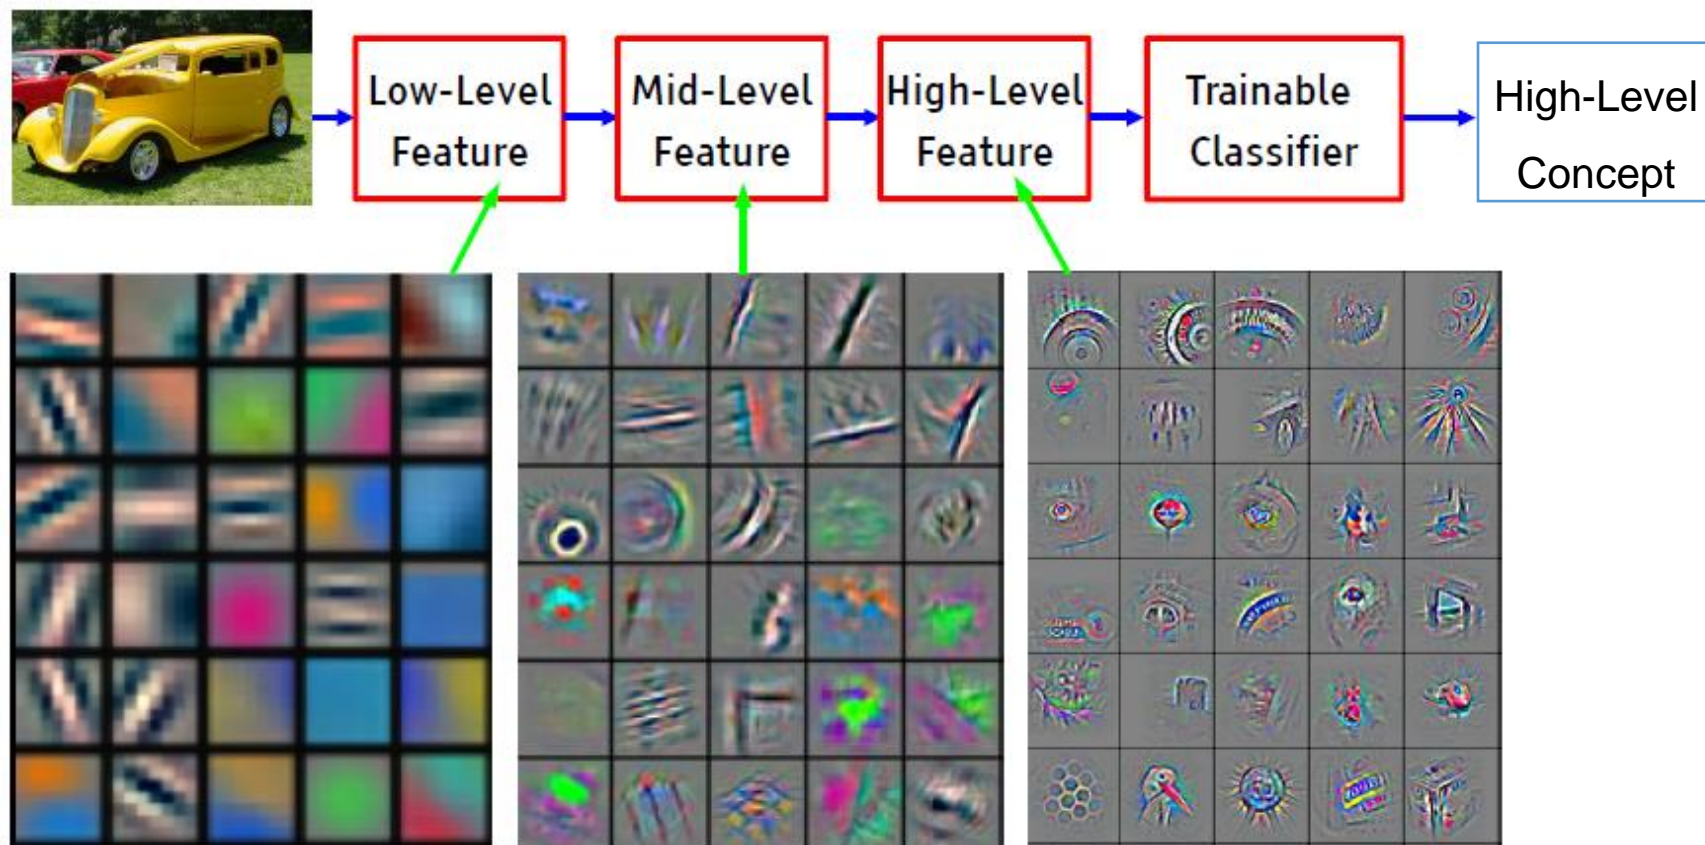 Low-Level
Feature
Mid-Level
Feature
High-Level
Feature
Trainable
Classifier
High-Level
Concept